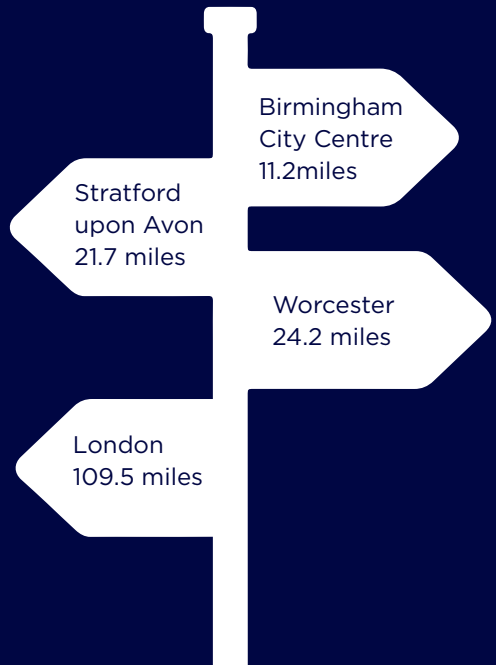 Birmingham
City Centre
11.2miles
Stratford
upon Avon
21.7 miles
Worcester
24.2 miles
London
109.5 miles